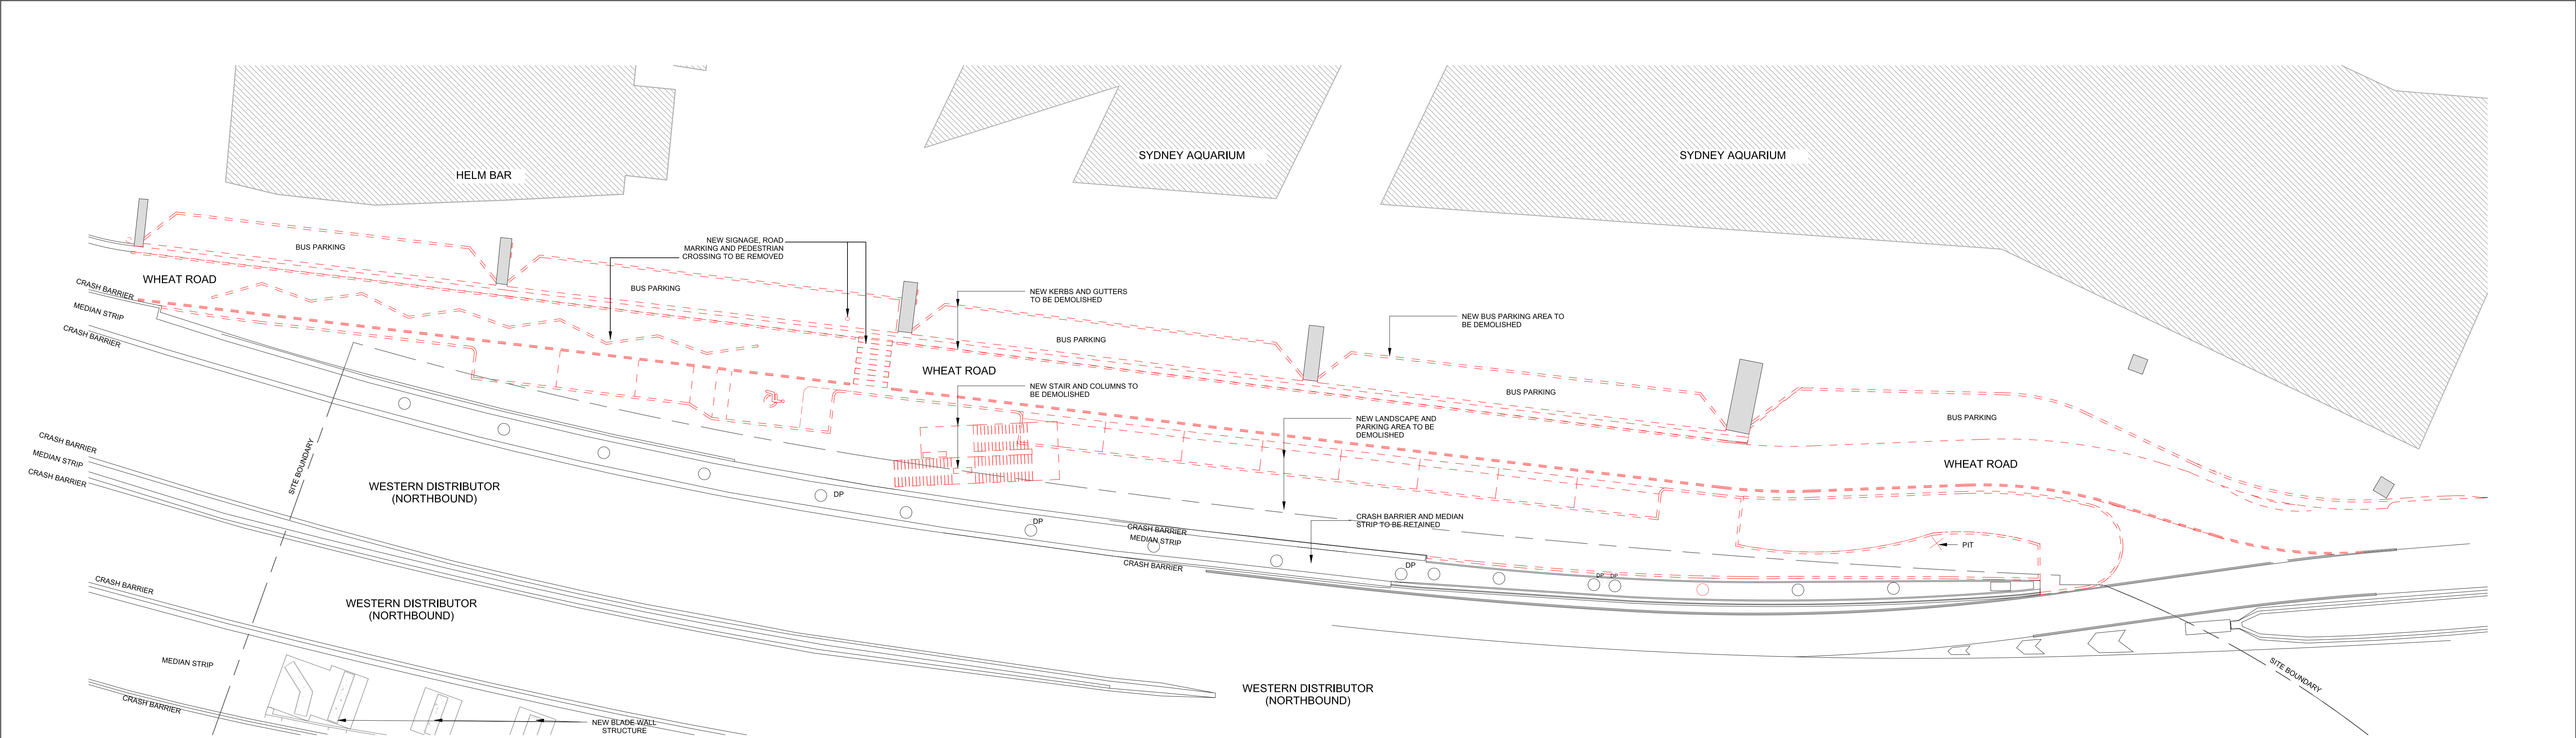 SYDNEY AQUARIUM
SYDNEY AQUARIUM
HELM BAR
BUS PARKING
NEW SIGNAGE, ROAD
MARKING AND PEDESTRIAN
CROSSING TO BE REMOVED
WHEAT ROAD
BUS PARKING
NEW KERBS AND GUTTERS
TO BE DEMOLISHED
NEW BUS PARKING AREA TO
BE DEMOLISHED
CRASH BARRIER
MEDIAN STRIP
CRASH BARRIER
BUS PARKING
WHEAT ROAD
NEW STAIR AND COLUMNS TO
BE DEMOLISHED
BUS PARKING
NEW LANDSCAPE AND
PARKING AREA TO BE
DEMOLISHED
BUS PARKING
WHEAT ROAD
CRASH BARRIER
MEDIAN STRIP
CRASH BARRIER
SITE BOUNDARY
WESTERN DISTRIBUTOR
(NORTHBOUND)
DP
DP
CRASH BARRIER AND MEDIAN
STRIP TO BE RETAINED
CRASH BARRIER
MEDIAN STRIP
CRASH BARRIER
PIT
DP
DP
DP
CRASH BARRIER
WESTERN DISTRIBUTOR
(NORTHBOUND)
MEDIAN STRIP
CRASH BARRIER
SITE BOUNDARY
WESTERN DISTRIBUTOR
(NORTHBOUND)
NEW BLADE WALL
STRUCTURE